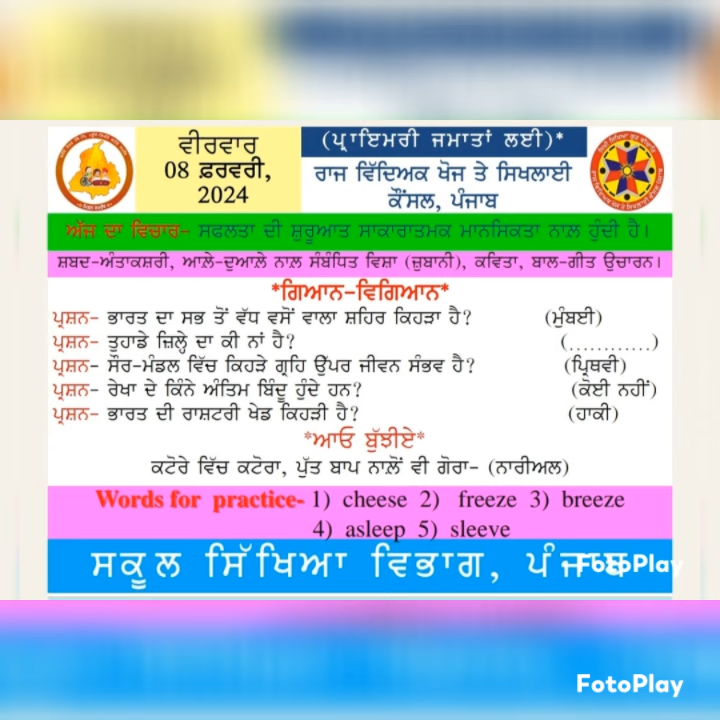 ਵੀਰਵਾਰ
08 ਫ਼ਰਵਰੀ,
2024
(ਪ੍ਰਾਇਮਰੀ ਜਮਾਤਾਂ ਲਈ)*
ਰਾਜ ਵਿੱਦਿਅਕ ਖੋਜ ਤੇ ਸਿਖਲਾਈ
ਕੌਂਸਲ, ਪੰਜਾਬ
ਅੱਜ ਦਾ ਵਿਚਾਰ- ਸਫਲਤਾ ਦੀ ਸ਼ੁਰੂਆਤ ਸਾਕਾਰਾਤਮਕ ਮਾਨਸਿਕਤਾ ਨਾਲ਼ ਹੁੰਦੀ ਹੈ।
ਸ਼ਬਦ-ਅੰਤਾਕਸ਼ਰੀ, ਆਲ਼ੇ-ਦੁਆਲ਼ੇ ਨਾਲ਼ ਸੰਬੰਧਿਤ ਵਿਸ਼ਾ (ਜ਼ੁਬਾਨੀ), ਕਵਿਤਾ, ਬਾਲ-ਗੀਤ ਉਚਾਰਨ।
*ਗਿਆਨ-ਵਿਗਿਆਨ*
ਪ੍ਰਸ਼ਨ- ਭਾਰਤ ਦਾ ਸਭ ਤੋਂ ਵੱਧ ਵਸੋਂ ਵਾਲਾ ਸ਼ਹਿਰ ਕਿਹੜਾ ਹੈ? (ਮੁੰਬਈ)
ਪ੍ਰਸ਼ਨ- ਤੁਹਾਡੇ ਜ਼ਿਲ੍ਹੇ ਦਾ ਕੀ ਨਾਂ ਹੈ? (............)
ਪ੍ਰਸ਼ਨ- ਸੌਰ-ਮੰਡਲ ਵਿੱਚ ਕਿਹੜੇ ਗ੍ਰਹਿ ਉੱਪਰ ਜੀਵਨ ਸੰਭਵ ਹੈ? (ਪ੍ਰਿਥਵੀ)
ਪ੍ਰਸ਼ਨ- ਰੇਖਾ ਦੇ ਕਿੰਨੇ ਅੰਤਿਮ ਬਿੰਦੂ ਹੁੰਦੇ ਹਨ? (ਕੋਈ ਨਹੀਂ)
ਪ੍ਰਸ਼ਨ- ਭਾਰਤ ਦੀ ਰਾਸ਼ਟਰੀ ਖੇਡ ਕਿਹੜੀ ਹੈ? (ਹਾਕੀ)
*ਆਓ ਬੁੱਝੀਏ*
ਕਟੋਰੇ ਵਿੱਚ ਕਟੋਰਾ, ਪੁੱਤ ਬਾਪ ਨਾਲ਼ੋਂ ਵੀ ਗੋਰਾ- (ਨਾਰੀਅਲ)
Words for practice- 1) cheese 2) freeze 3) breeze
4) asleep 5) sleeve
ਸਕੂਲ ਸਿੱਖਿਆ ਵਿਭਾਗ, ਪੰਜਾਬ
FotoPlay
FotoPlay